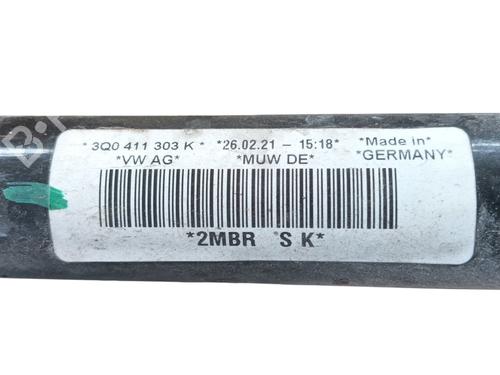 *3Q0 411 303 K* *26.02.21 – 15:18* *Made in*
*VW AG* *MUW DE* *GERMANY*
*2MBR *S K*